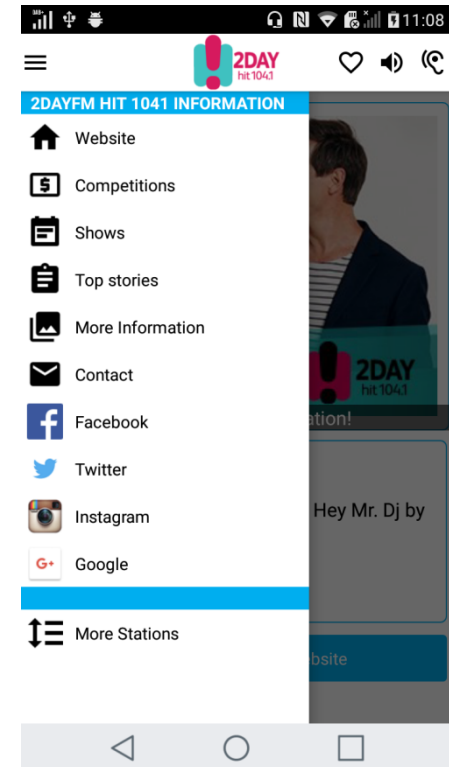 11:08
2DAY
hit 104.1
2DAYFM HIT 1041 INFORMATION
Website
Competitions
Shows
Top stories
More Information
2DAY
hit 104.1
Contact
Facebook
ation!
Twitter
Instagram
Hey Mr. Dj by
G+ Google
More Stations
bsite